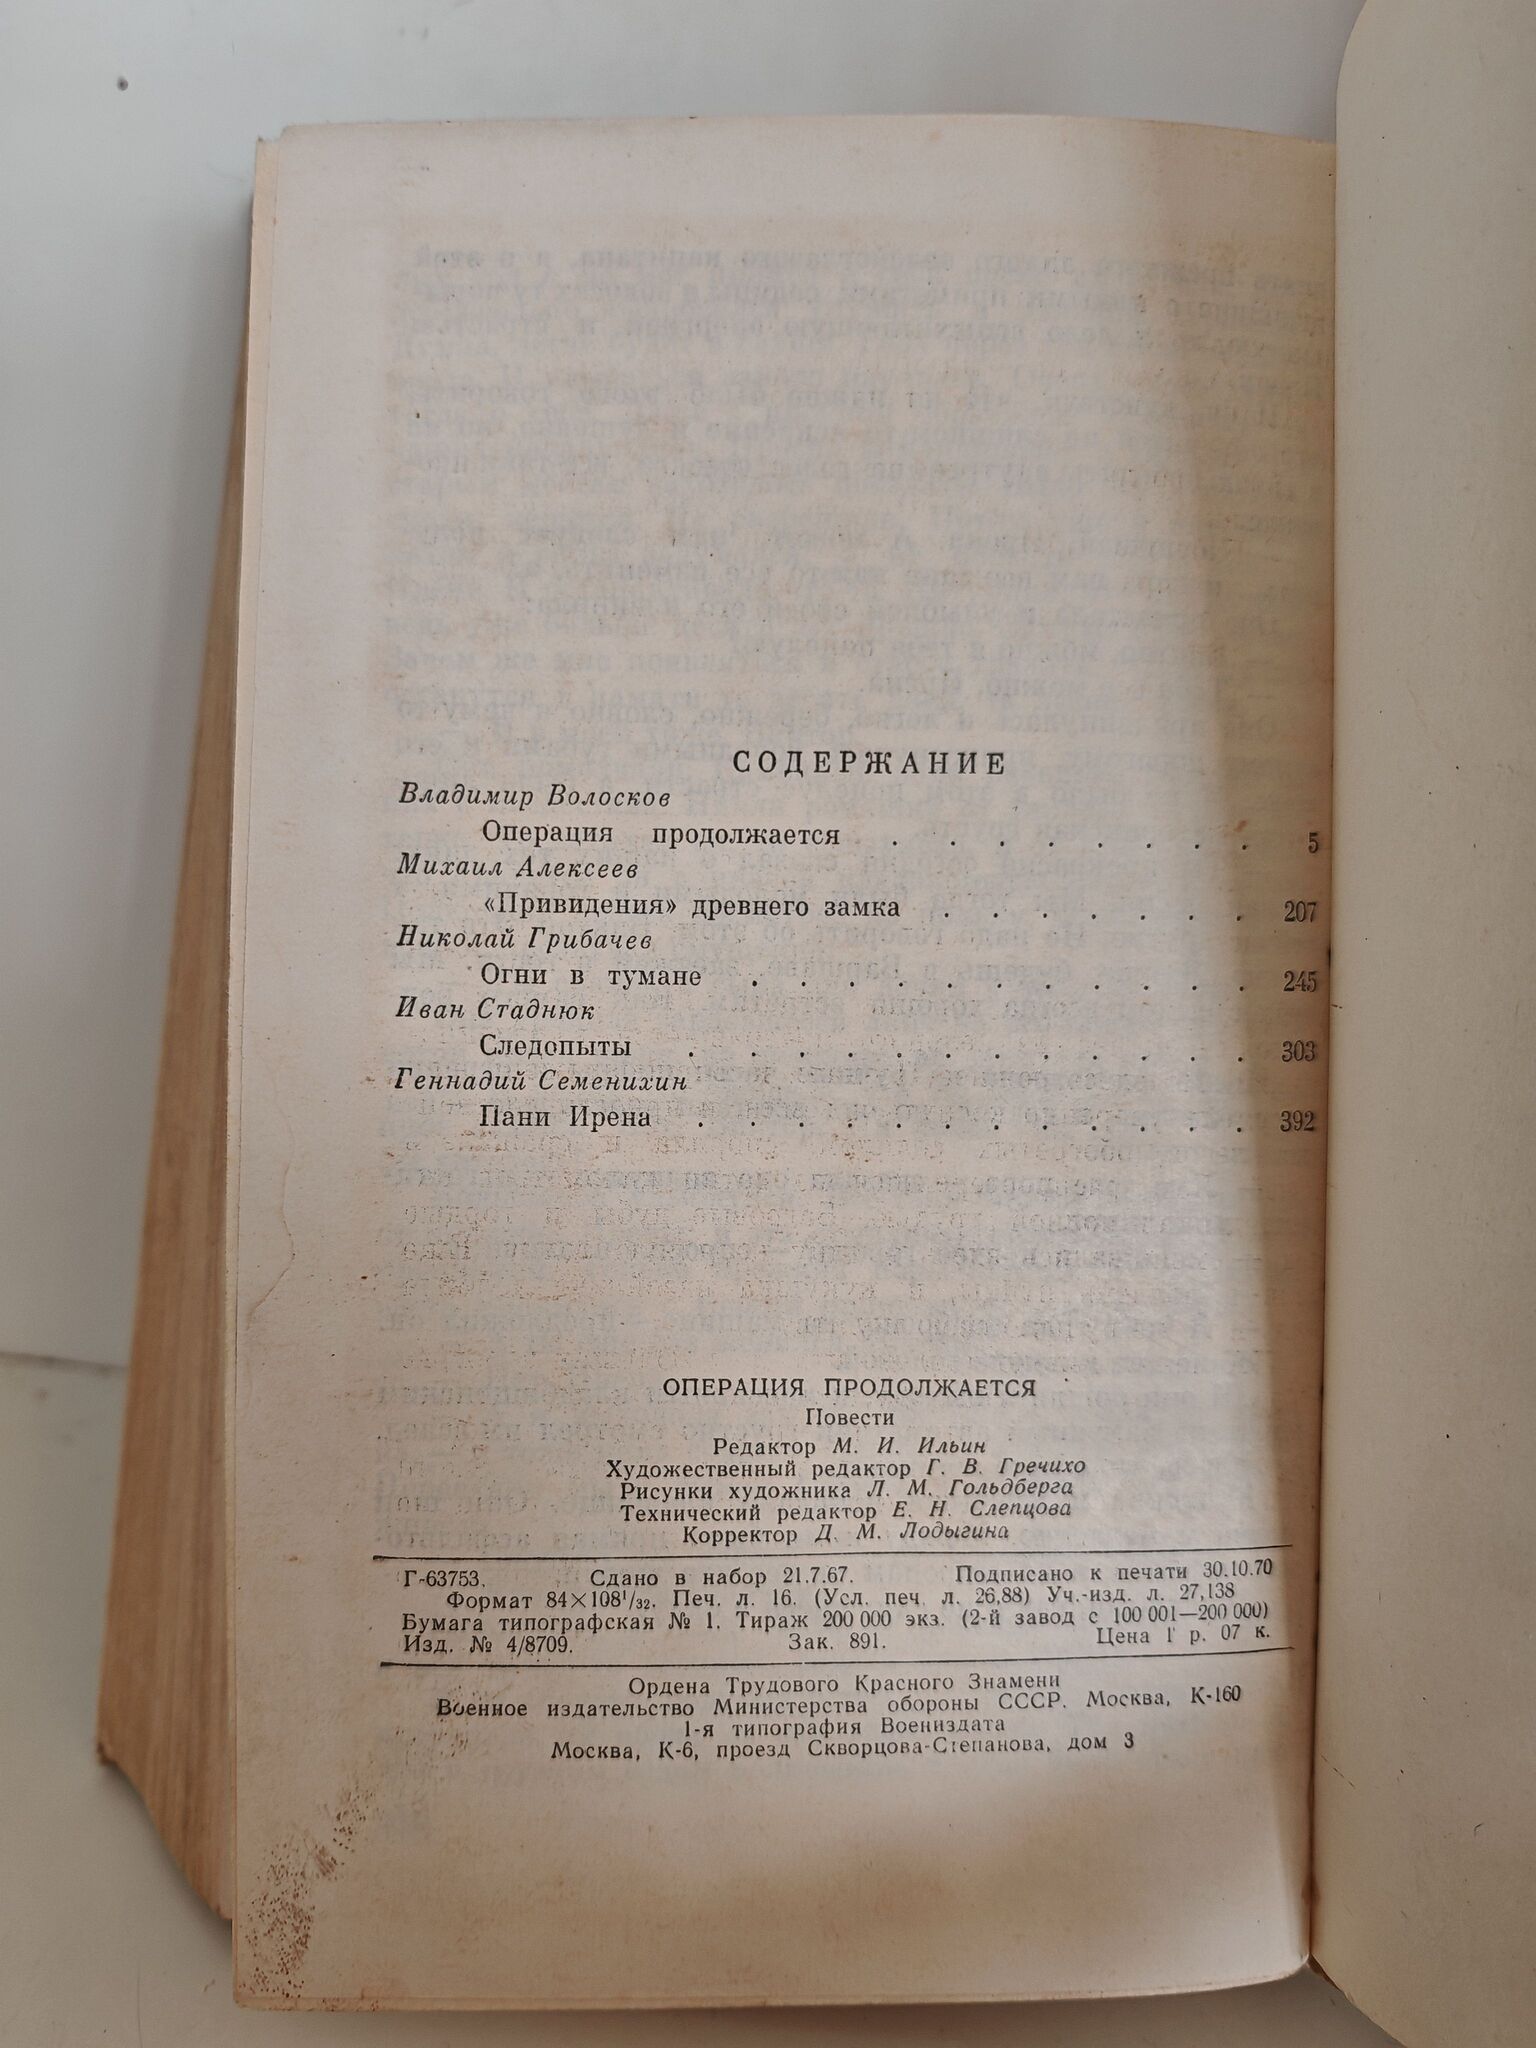 СОДЕРЖАНИЕ
Владимир Волосков
Операция продолжается . . . . . . . . 5
Михаил Алексеев
«Привидения» древнего замка . . . . . . . 207
Николай Грибачев
Огни в тумане . . . . . . . . . . . 245
Иван Стаднюк
Следопыты . . . . . . . . . . . . 303
Геннадий Семенихин
Пани Ирена . . . . . . . . . . . . 392
ОПЕРАЦИЯ ПРОДОЛЖАЕТСЯ
Повести
Редактор М. И. Ильин
Художественный редактор Г. В. Гречихо
Рисунки художника Л. М. Гольдберга
Технический редактор Е. Н. Слепцова
Корректор Д. М. Лодыгина
Г-63753. Сдано в набор 21.7.67. Подписано к печати 30.10.70
Формат 84×108¹/₃₂. Печ. л. 16. (Усл. печ. л. 26,88) Уч.-изд. л. 27,138
Бумага типографская № 1. Тираж 200 000 экз. (2-й завод с 100 001—200 000)
Изд. № 4/8709. Зак. 891. Цена 1 р. 07 к.
Ордена Трудового Красного Знамени
Военное издательство Министерства обороны СССР. Москва, К-160
1-я типография Воениздата
Москва, К-6, проезд Скворцова-Степанова, дом 3